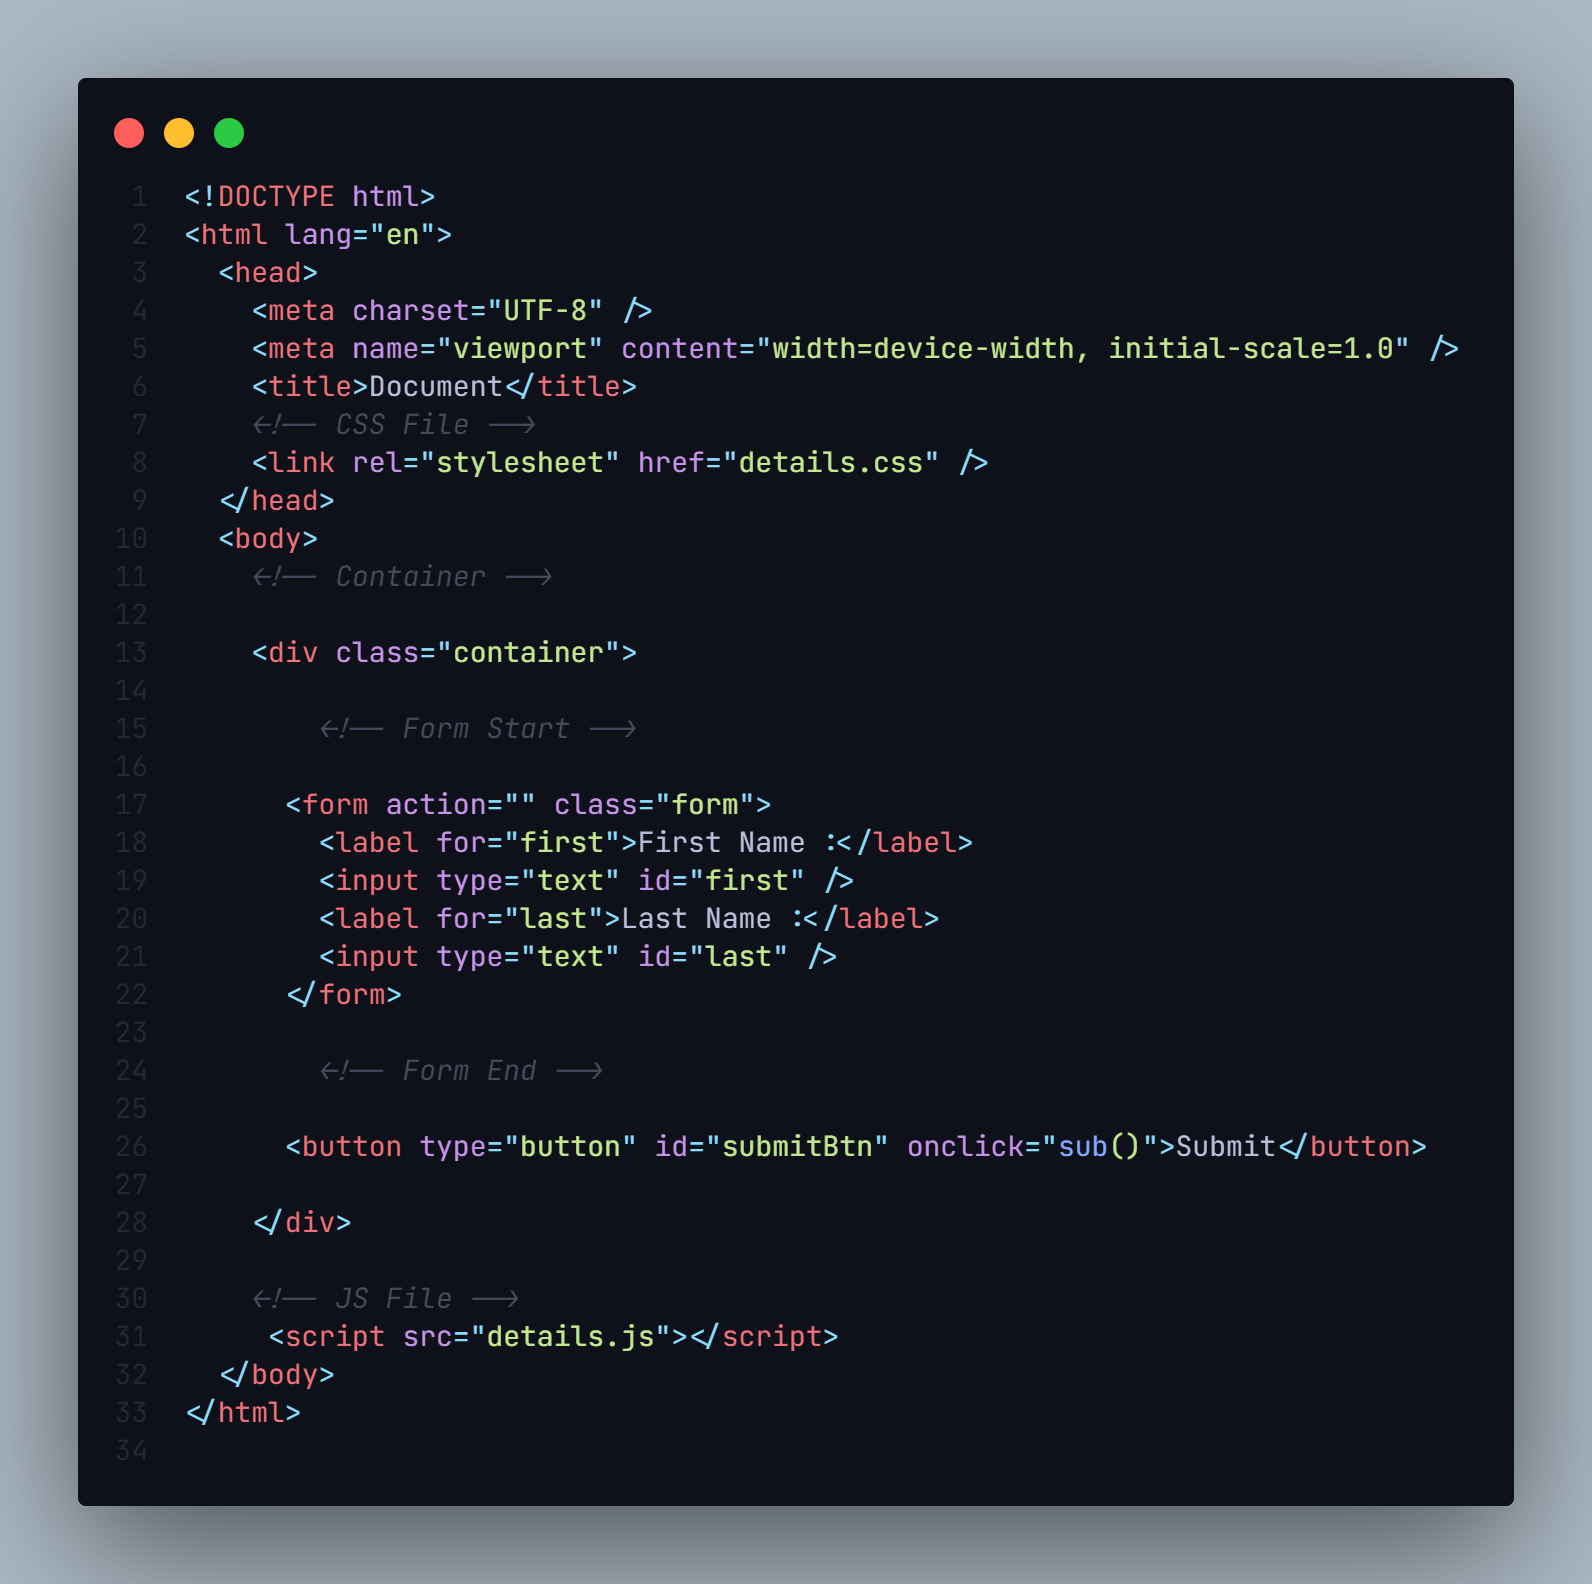 1 <!DOCTYPE html>
2 <html lang="en">
3   <head>
4     <meta charset="UTF-8" />
5     <meta name="viewport" content="width=device-width, initial-scale=1.0" />
6     <title>Document</title>
7     <!-- CSS File -->
8     <link rel="stylesheet" href="details.css" />
9   </head>
10   <body>
11     <!-- Container -->
12
13     <div class="container">
14
15         <!-- Form Start -->
16
17       <form action="" class="form">
18         <label for="first">First Name :</label>
19         <input type="text" id="first" />
20         <label for="last">Last Name :</label>
21         <input type="text" id="last" />
22       </form>
23
24         <!-- Form End -->
25
26       <button type="button" id="submitBtn" onclick="sub()">Submit</button>
27
28     </div>
29
30     <!-- JS File -->
31      <script src="details.js"></script>
32   </body>
33 </html>
34